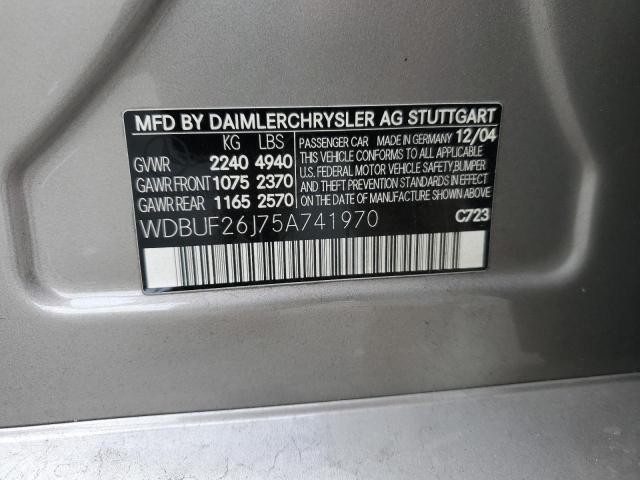 MFD BY DAIMLERCHRYSLER AG STUTTGART
KG LBS
GVWR 2240 4940
GAWR FRONT 1075 2370
GAWR REAR 1165 2570
PASSENGER CAR MADE IN GERMANY 12/04
THIS VEHICLE CONFORMS TO ALL APPLICABLE
U.S. FEDERAL MOTOR VEHICLE SAFETY, BUMPER
AND THEFT PREVENTION STANDARDS IN EFFECT
ON THE DATE OF MANUFACTURE SHOWN ABOVE.
WDBUF26J75A741970
C723